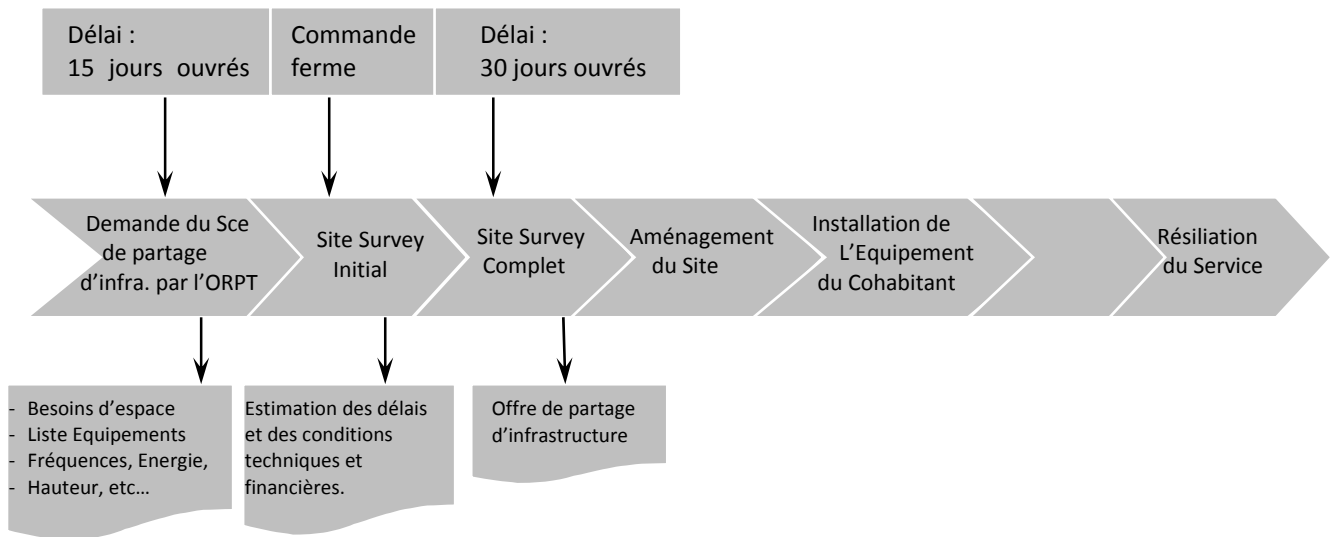 Délai :
15 jours ouvrés
Commande
ferme
Délai :
30 jours ouvrés
Demande du Sce
de partage
d’infra. par l’ORPT
Site Survey
Initial
Site Survey
Complet
Aménagement
du Site
Installation de
L’Equipement
du Cohabitant
Résiliation
du Service
- Besoins d’espace
- Liste Equipements
- Fréquences, Energie,
- Hauteur, etc…
Estimation des délais
et des conditions
techniques et
financières.
Offre de partage
d’infrastructure